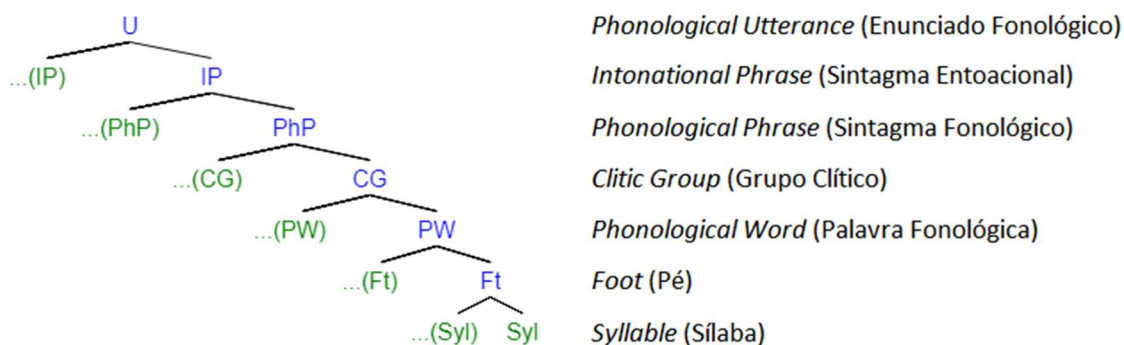 U Phonological Utterance (Enunciado Fonológico)
...(IP) IP Intonational Phrase (Sintagma Entoacional)
...(PhP) PhP Phonological Phrase (Sintagma Fonológico)
...(CG) CG Clitic Group (Grupo Clítico)
...(PW) PW Phonological Word (Palavra Fonológica)
...(Ft) Ft Foot (Pé)
...(Syl) Syl Syllable (Sílaba)